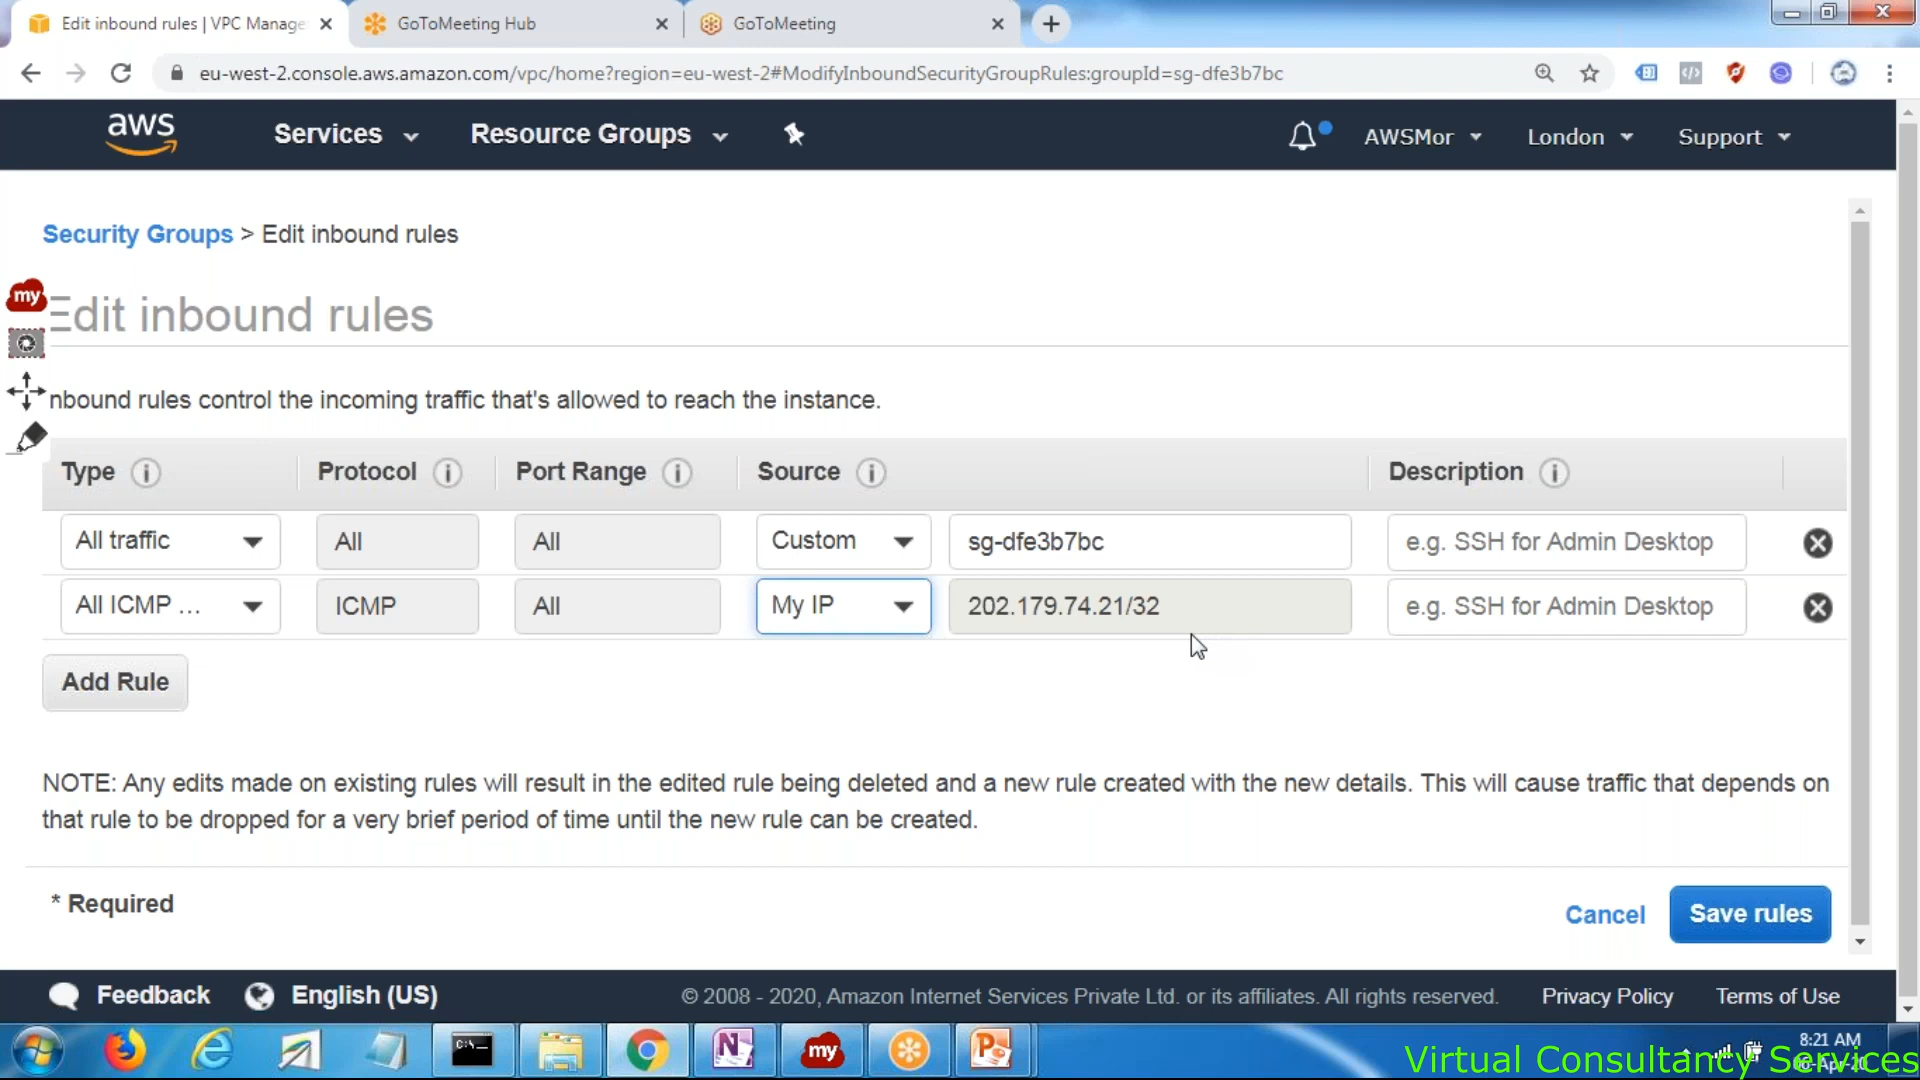 Edit inbound rules | VPC Manage
GoToMeeting Hub
GoToMeeting
eu-west-2.console.aws.amazon.com/vpc/home?region=eu-west-2#ModifyInboundSecurityGroupRules:groupId=sg-dfe3b7bc
aws
Services
Resource Groups
AWSMor
London
Support
Security Groups > Edit inbound rules
my
Edit inbound rules
nbound rules control the incoming traffic that's allowed to reach the instance.
Type i Protocol i Port Range i Source i Description i
All traffic All All Custom sg-dfe3b7bc e.g. SSH for Admin Desktop
All ICMP ... ICMP All My IP 202.179.74.21/32 e.g. SSH for Admin Desktop
Add Rule
NOTE: Any edits made on existing rules will result in the edited rule being deleted and a new rule created with the new details. This will cause traffic that depends on
that rule to be dropped for a very brief period of time until the new rule can be created.
* Required
Cancel
Save rules
Feedback
English (US)
© 2008 - 2020, Amazon Internet Services Private Ltd. or its affiliates. All rights reserved.
Privacy Policy
Terms of Use
my
8:21 AM
Virtual Consultancy Services